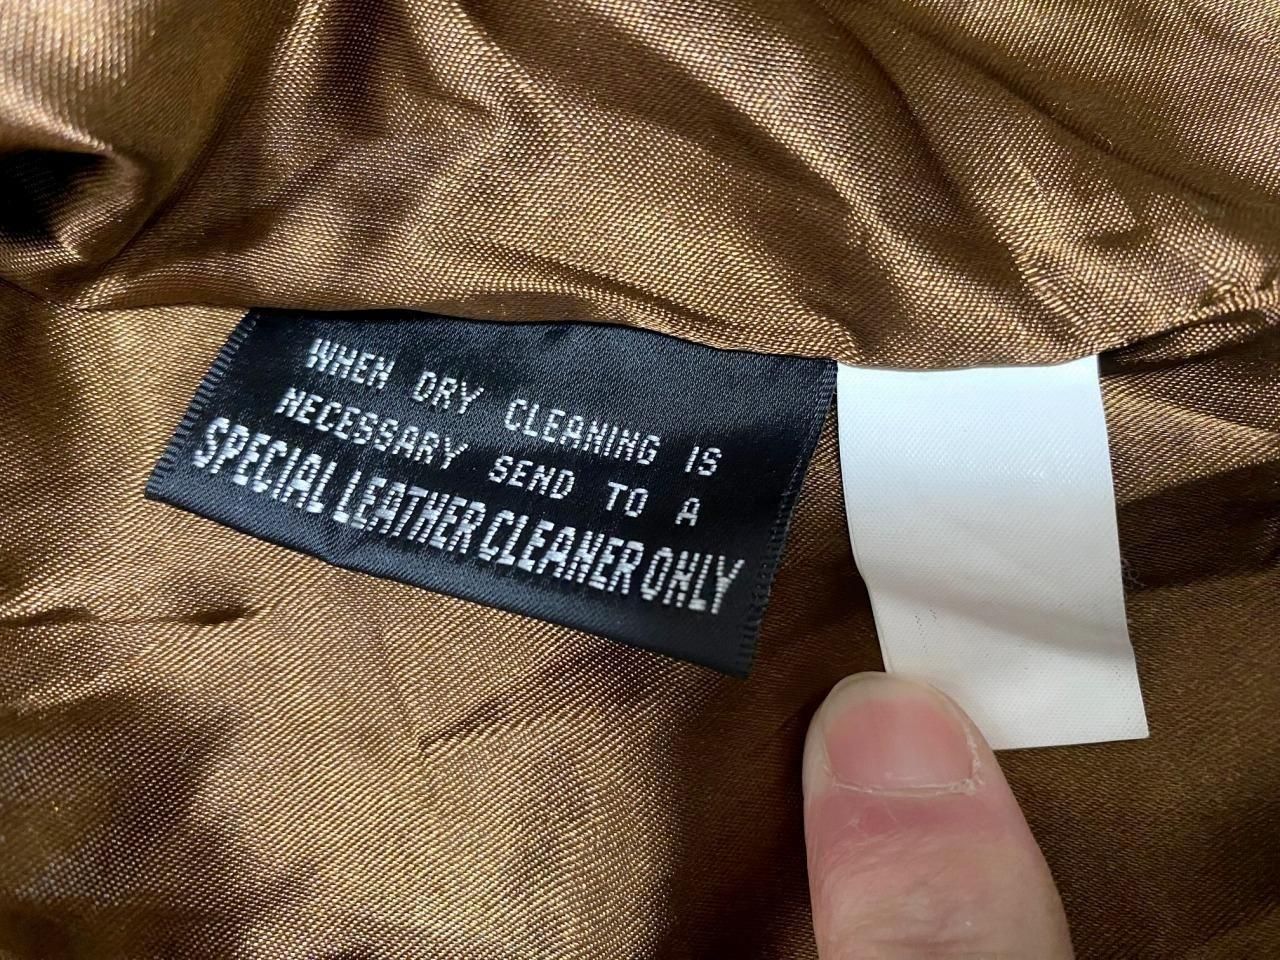 WHEN DRY CLEANING IS
NECESSARY SEND TO A
SPECIAL LEATHER CLEANER ONLY